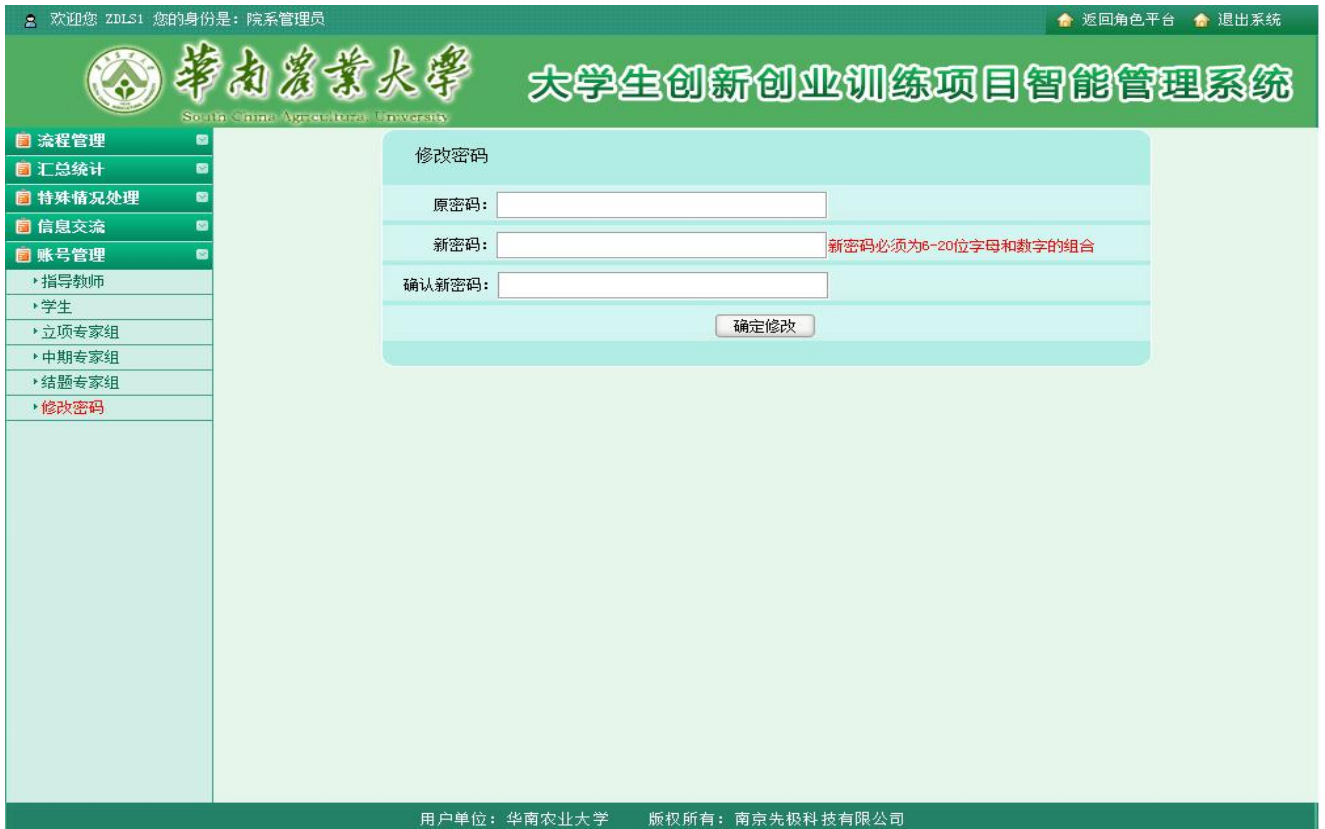 欢迎您 ZDLS1 您的身份是：院系管理员
返回角色平台 退出系统
華南農業大學
South China Agricultural University
大学生创新创业训练项目智能管理系统
流程管理
汇总统计
特殊情况处理
信息交流
账号管理
指导教师
学生
立项专家组
中期专家组
结题专家组
修改密码
修改密码
原密码：
新密码： 新密码必须为6-20位字母和数字的组合
确认新密码：
确定修改
用户单位：华南农业大学 版权所有：南京先极科技有限公司